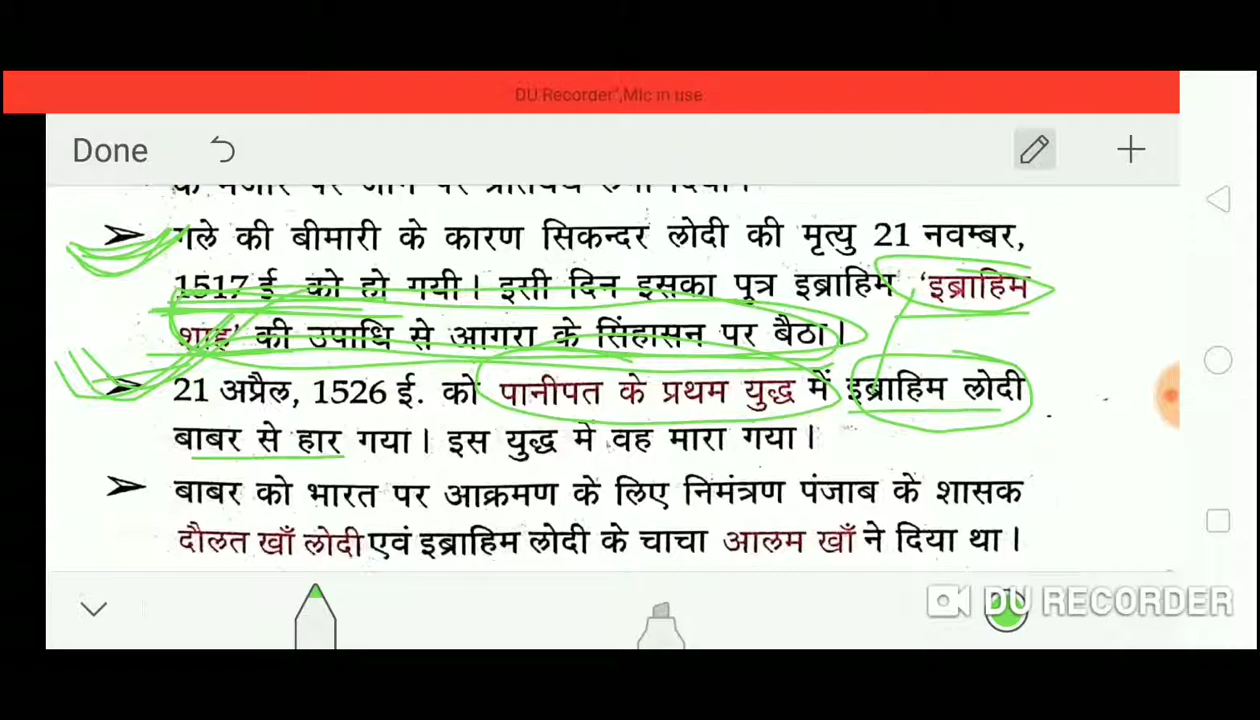 DU Recorder",Mic in use
Done
गले की बीमारी के कारण सिकन्दर लोदी की मृत्यु 21 नवम्बर,
1517 ई को हो गयी। इसी दिन इसका पुत्र इब्राहिम 'इब्राहिम
शाह' की उपाधि से आगरा के सिंहासन पर बैठा।
21 अप्रैल, 1526 ई. को पानीपत के प्रथम युद्ध में इब्राहिम लोदी
बाबर से हार गया। इस युद्ध में वह मारा गया।
बाबर को भारत पर आक्रमण के लिए निमंत्रण पंजाब के शासक
दौलत खाँ लोदी एवं इब्राहिम लोदी के चाचा आलम खाँ ने दिया था।
DU RECORDER